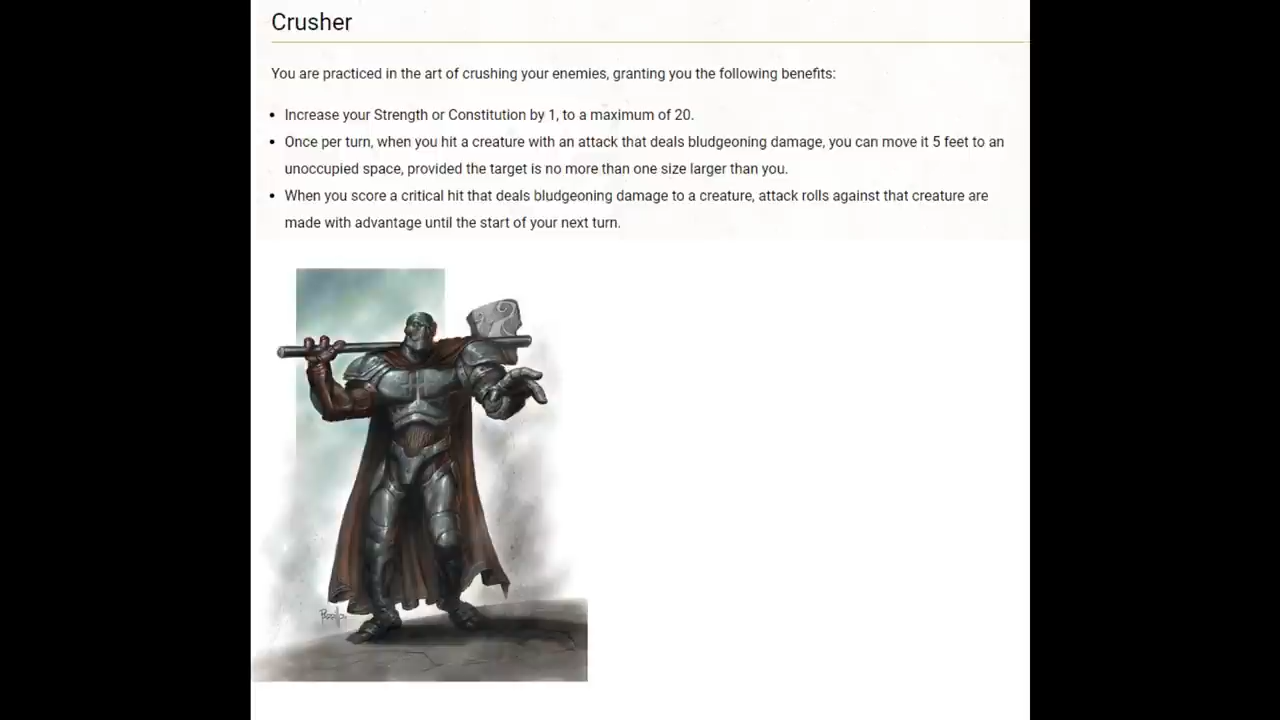 Crusher
You are practiced in the art of crushing your enemies, granting you the following benefits:
• Increase your Strength or Constitution by 1, to a maximum of 20.
• Once per turn, when you hit a creature with an attack that deals bludgeoning damage, you can move it 5 feet to an
unoccupied space, provided the target is no more than one size larger than you.
• When you score a critical hit that deals bludgeoning damage to a creature, attack rolls against that creature are
made with advantage until the start of your next turn.